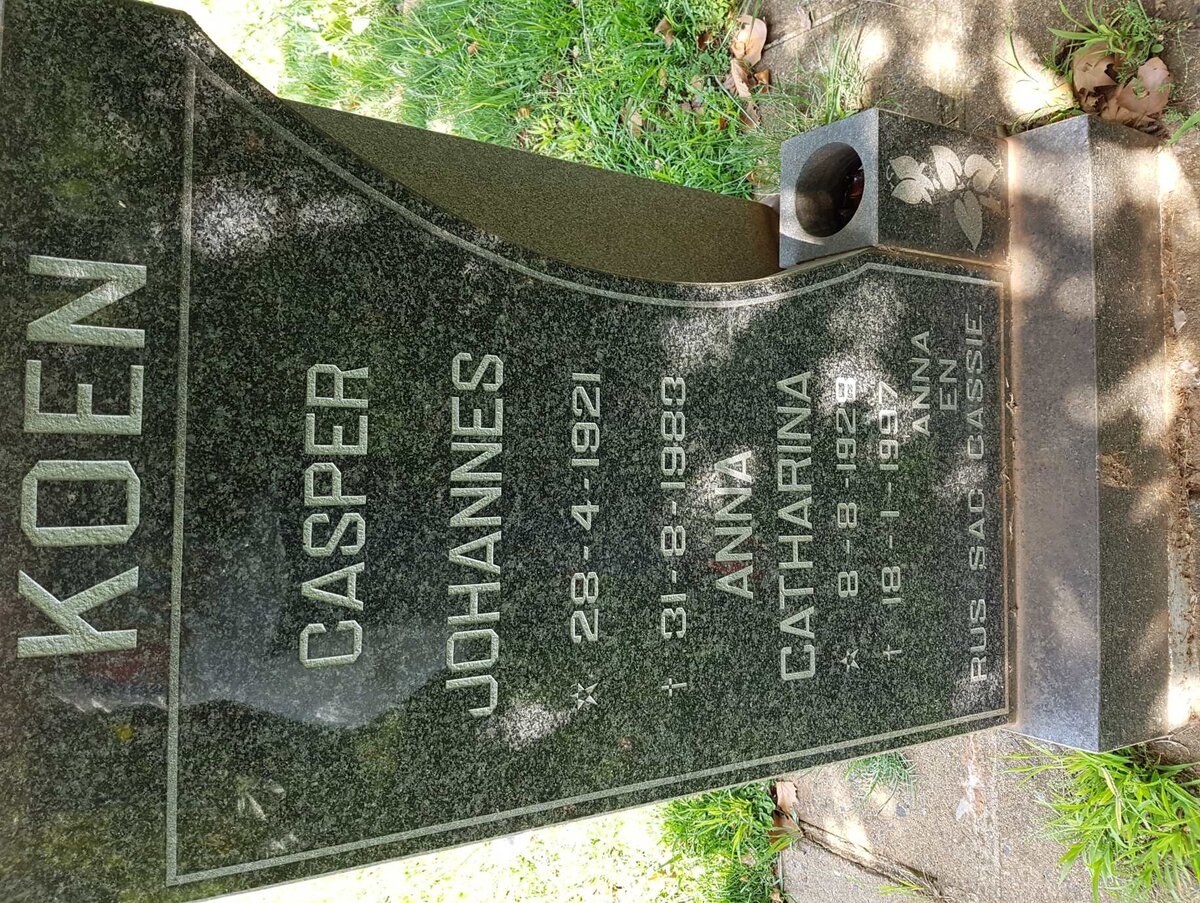 KOEN
CASPER
JOHANNES
☆ 28-4-1921
† 31-8-1983
ANNA
CATHARINA
☆ 8-8-1929
† 18-1-1997
ANNA
EN
RUS SAG CASSIE